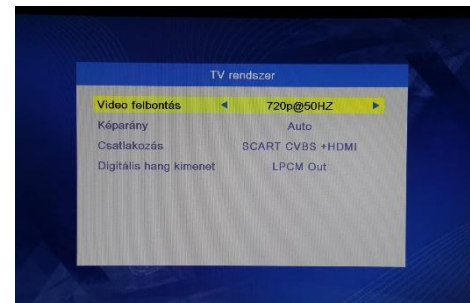 TV rendszer
Video felbontás 720p@50HZ
Képarány Auto
Csatlakozás SCART CVBS +HDMI
Digitális hang kimenet LPCM Out